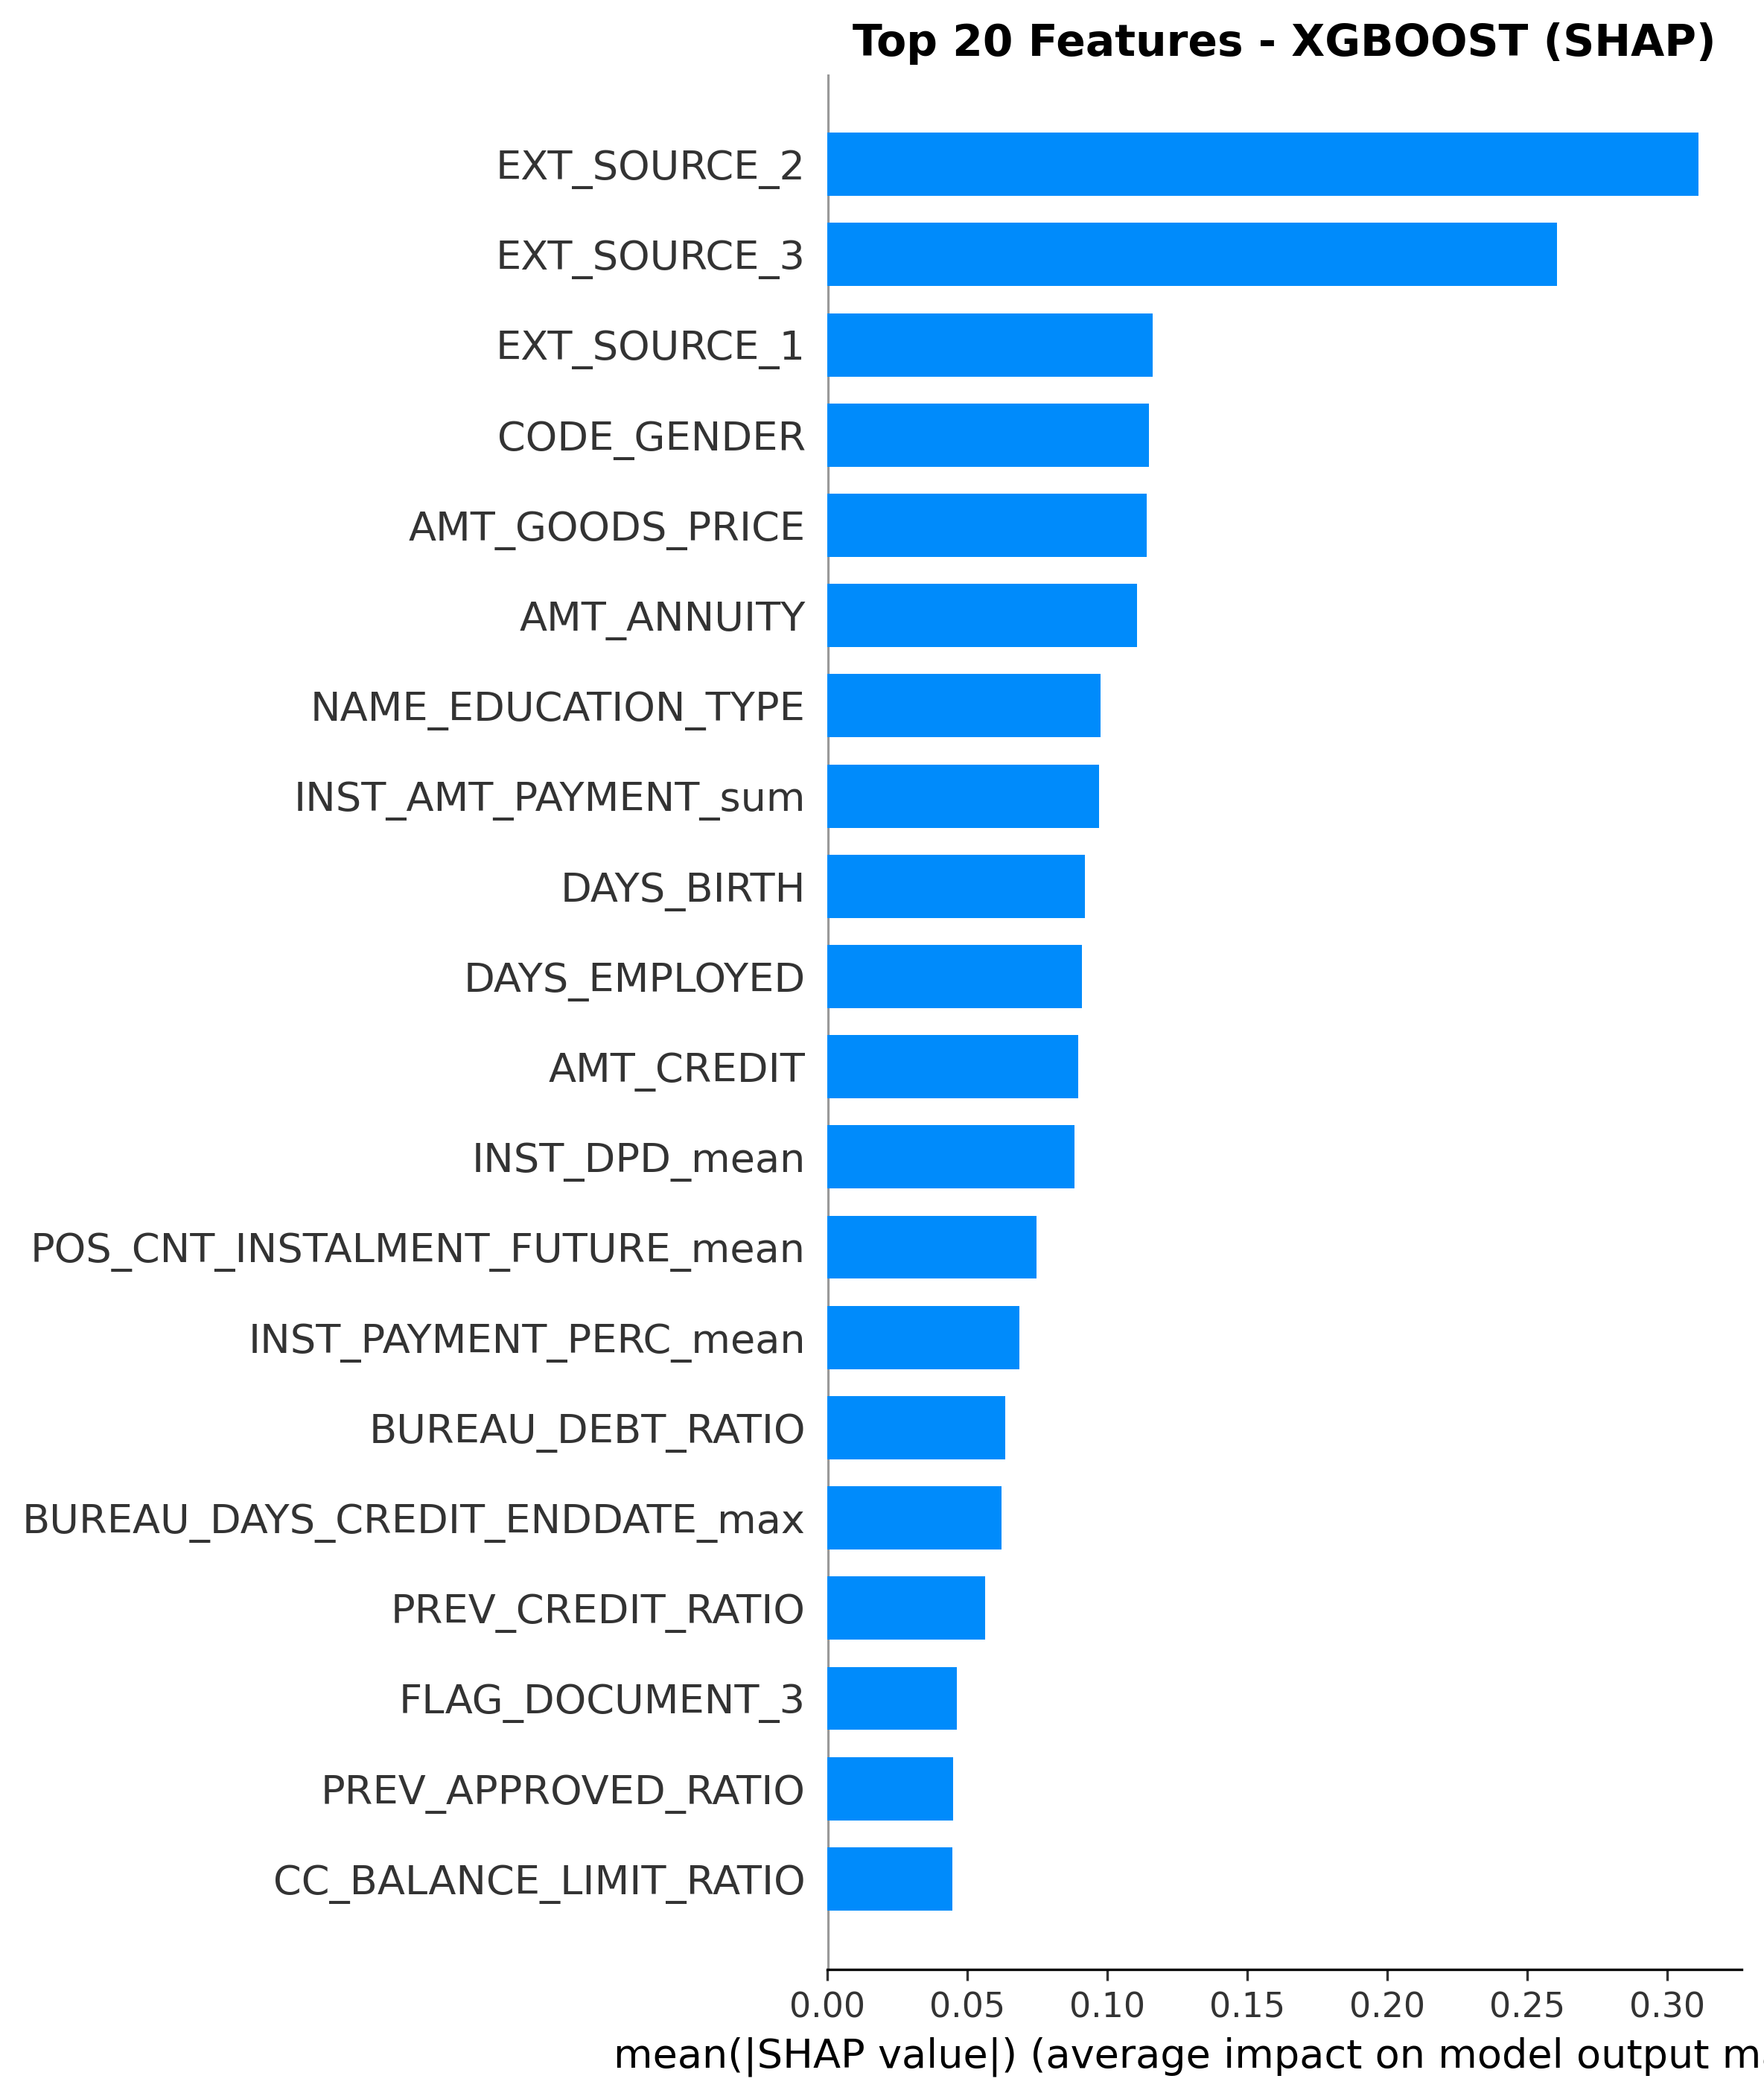 Top 20 Features - XGBOOST (SHAP)
EXT_SOURCE_2
EXT_SOURCE_3
EXT_SOURCE_1
CODE_GENDER
AMT_GOODS_PRICE
AMT_ANNUITY
NAME_EDUCATION_TYPE
INST_AMT_PAYMENT_sum
DAYS_BIRTH
DAYS_EMPLOYED
AMT_CREDIT
INST_DPD_mean
POS_CNT_INSTALMENT_FUTURE_mean
INST_PAYMENT_PERC_mean
BUREAU_DEBT_RATIO
BUREAU_DAYS_CREDIT_ENDDATE_max
PREV_CREDIT_RATIO
FLAG_DOCUMENT_3
PREV_APPROVED_RATIO
CC_BALANCE_LIMIT_RATIO
0.00 0.05 0.10 0.15 0.20 0.25 0.30
mean(|SHAP value|) (average impact on model output